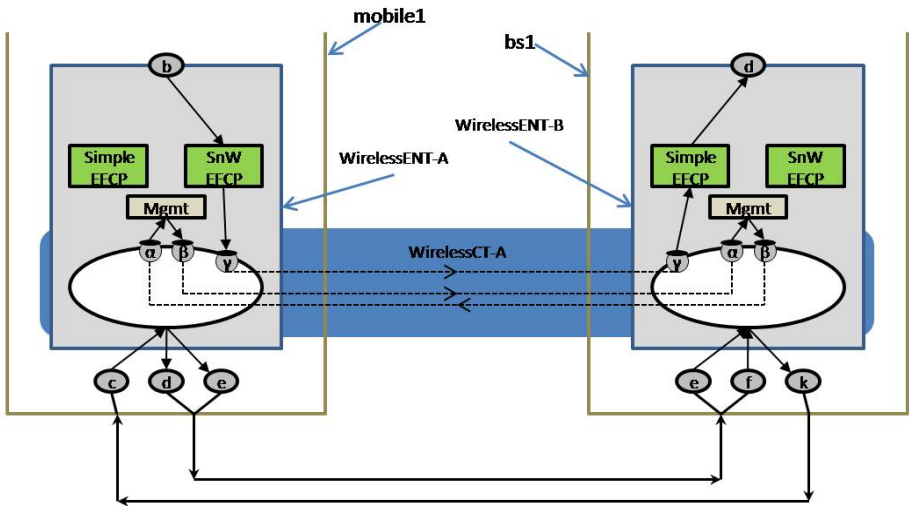 mobile1
bs1
b
d
WirelessENT-B
Simple
EFCP
SnW
EFCP
WirelessENT-A
Simple
EFCP
SnW
EFCP
Mgmt
Mgmt
α
β
γ
WirelessCT-A
γ
α
β
c
d
e
e
f
k